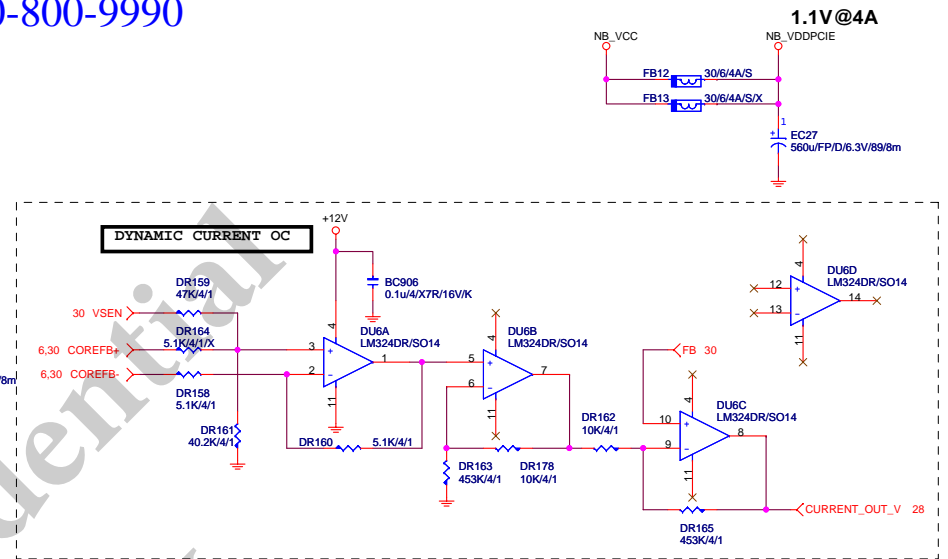 0-800-9990
1.1V@4A
NB_VCC
NB_VDDPCIE
FB12
30/6/4A/S
FB13
30/6/4A/S/X
1
+
EC27
560u/FP/D/6.3V/89/8m
DYNAMIC CURRENT OC
+12V
BC906
0.1u/4/X7R/16V/K
DR159
47K/4/1
30 VSEN
DR164
5.1K/4/1/X
6,30 COREFB+
6,30 COREFB-
DR158
5.1K/4/1
DR161
40.2K/4/1
DR160
5.1K/4/1
DU6A
LM324DR/SO14
3
+
2
-
4
11
1
DU6B
LM324DR/SO14
5
+
6
-
4
11
7
DR163
453K/4/1
DR178
10K/4/1
DR162
10K/4/1
FB 30
DU6C
LM324DR/SO14
10
+
9
-
4
11
8
DR165
453K/4/1
CURRENT_OUT_V 28
DU6D
LM324DR/SO14
12
+
13
-
4
11
14
/8m
dential